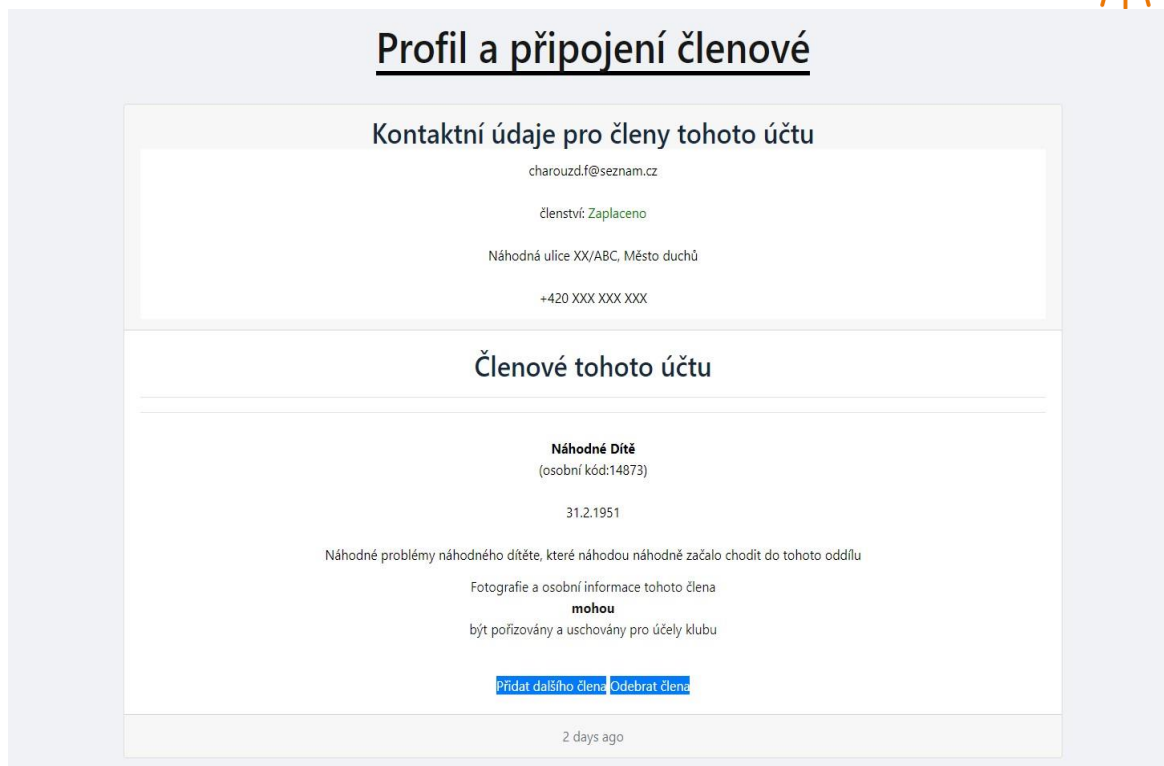 Profil a připojení členové
Kontaktní údaje pro členy tohoto účtu
charouzd.f@seznam.cz
členství: Zaplaceno
Náhodná ulice XX/ABC, Město duchů
+420 XXX XXX XXX
Členové tohoto účtu
Náhodné Dítě
(osobní kód:14873)
31.2.1951
Náhodné problémy náhodného dítěte, které náhodou náhodně začalo chodit do tohoto oddílu
Fotografie a osobní informace tohoto člena
mohou
být pořizovány a uschovány pro účely klubu
Přidat dalšího člena Odebrat člena
2 days ago